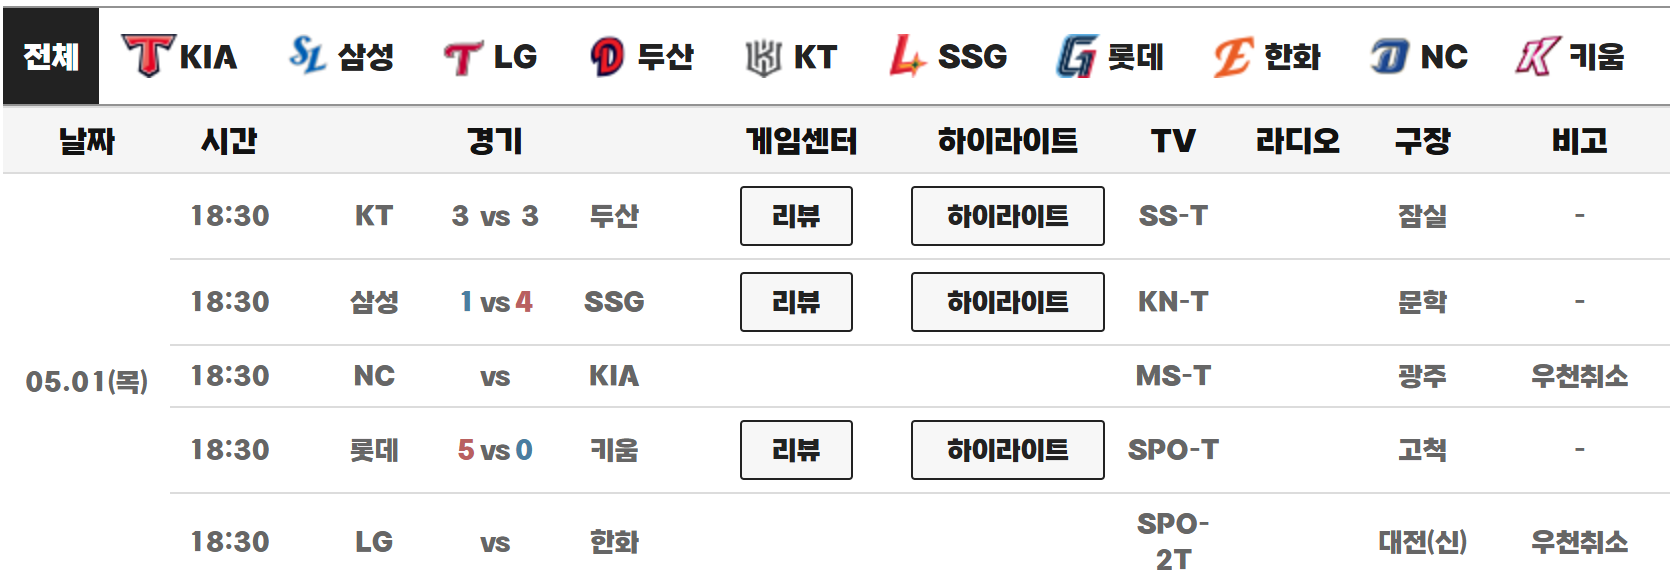 전체 KIA 삼성 LG 두산 KT SSG 롯데 한화 NC 키움
날짜 시간 경기 게임센터 하이라이트 TV 라디오 구장 비고
18:30 KT 3 vs 3 두산 리뷰 하이라이트 SS-T 잠실 -
18:30 삼성 1 vs 4 SSG 리뷰 하이라이트 KN-T 문학 -
05.01(목) 18:30 NC vs KIA MS-T 광주 우천취소
18:30 롯데 5 vs 0 키움 리뷰 하이라이트 SPO-T 고척 -
18:30 LG vs 한화 SPO-
2T 대전(신) 우천취소